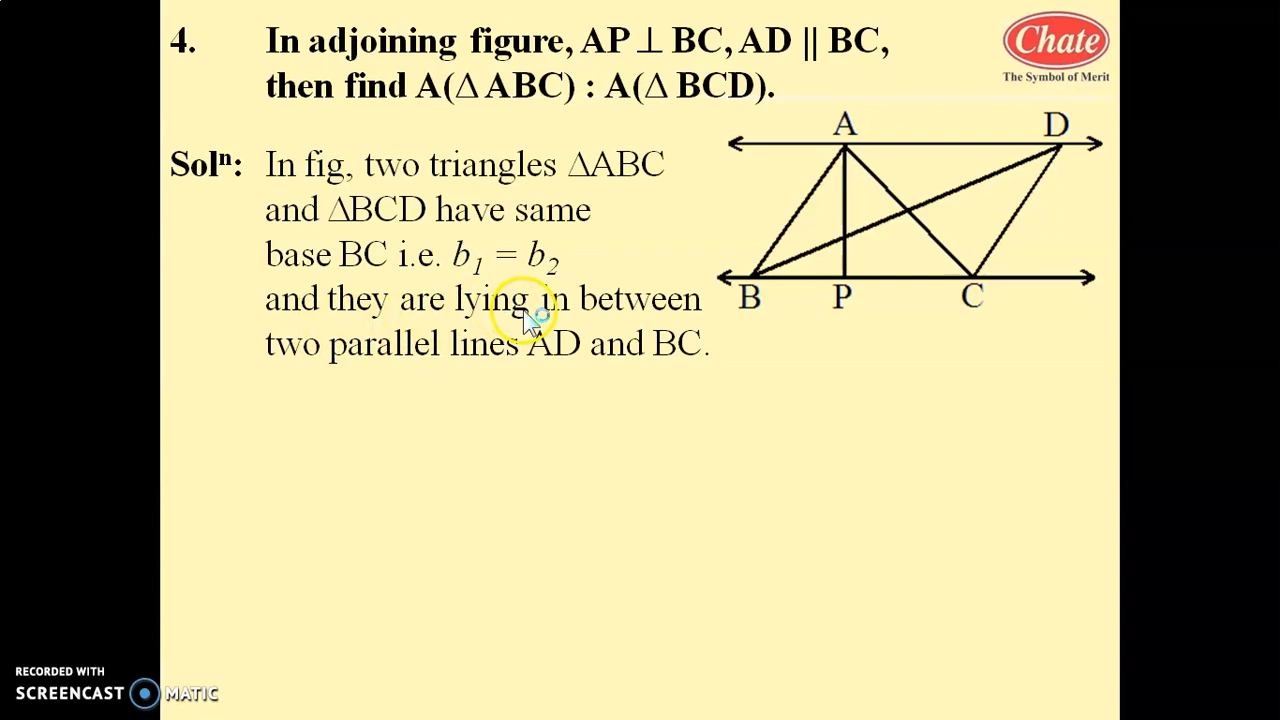 4. In adjoining figure, AP ⊥ BC, AD || BC,
then find A(Δ ABC) : A(Δ BCD).
Chate
The Symbol of Merit
Solⁿ: In fig, two triangles ΔABC
and ΔBCD have same
base BC i.e. b₁ = b₂
and they are lying in between
two parallel lines AD and BC.
A D
B P C
RECORDED WITH
SCREENCAST MATIC